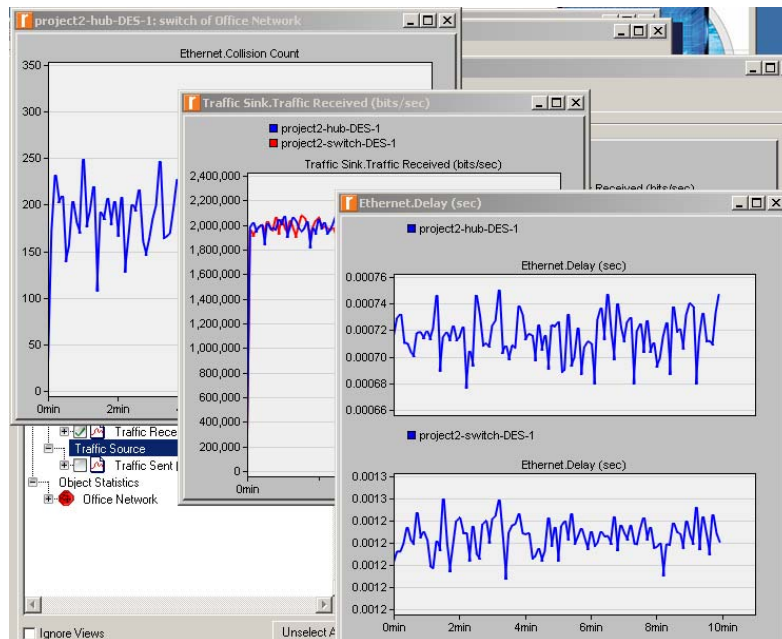 project2-hub-DES-1: switch of Office Network
Ethernet.Collision Count
350
300
250
200
150
100
50
0
0min
2min
Traffic Sink.Traffic Received (bits/sec)
project2-hub-DES-1
project2-switch-DES-1
Traffic Sink.Traffic Received (bits/sec)
2,400,000
2,200,000
2,000,000
1,800,000
1,600,000
1,400,000
1,200,000
1,000,000
800,000
600,000
400,000
200,000
0
0min
Received (bits/sec)
Ethernet.Delay (sec)
project2-hub-DES-1
Ethernet.Delay (sec)
0.00076
0.00074
0.00072
0.00070
0.00068
0.00066
project2-switch-DES-1
Ethernet.Delay (sec)
0.0013
0.0013
0.0012
0.0012
0.0012
0.0012
0.0012
0min
2min
4min
6min
8min
10min
Traffic Rece
Traffic Source
Traffic Sent
Object Statistics
Office Network
Ignore Views
Unselect A